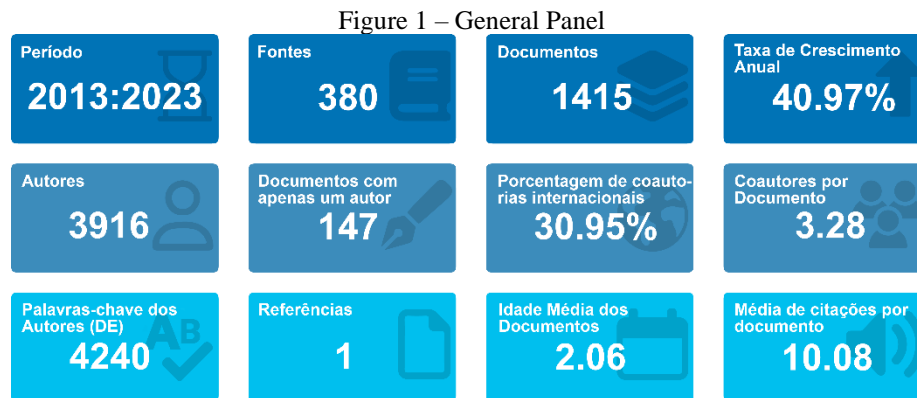 Figure 1 – General Panel
Período
2013:2023
Fontes
380
Documentos
1415
Taxa de Crescimento
Anual
40.97%
Autores
3916
Documentos com
apenas um autor
147
Porcentagem de coauto-
rias internacionais
30.95%
Coautores por
Documento
3.28
Palavras-chave dos
Autores (DE)
AB
4240
Referências
1
Idade Média dos
Documentos
2.06
Média de citações por
documento
10.08